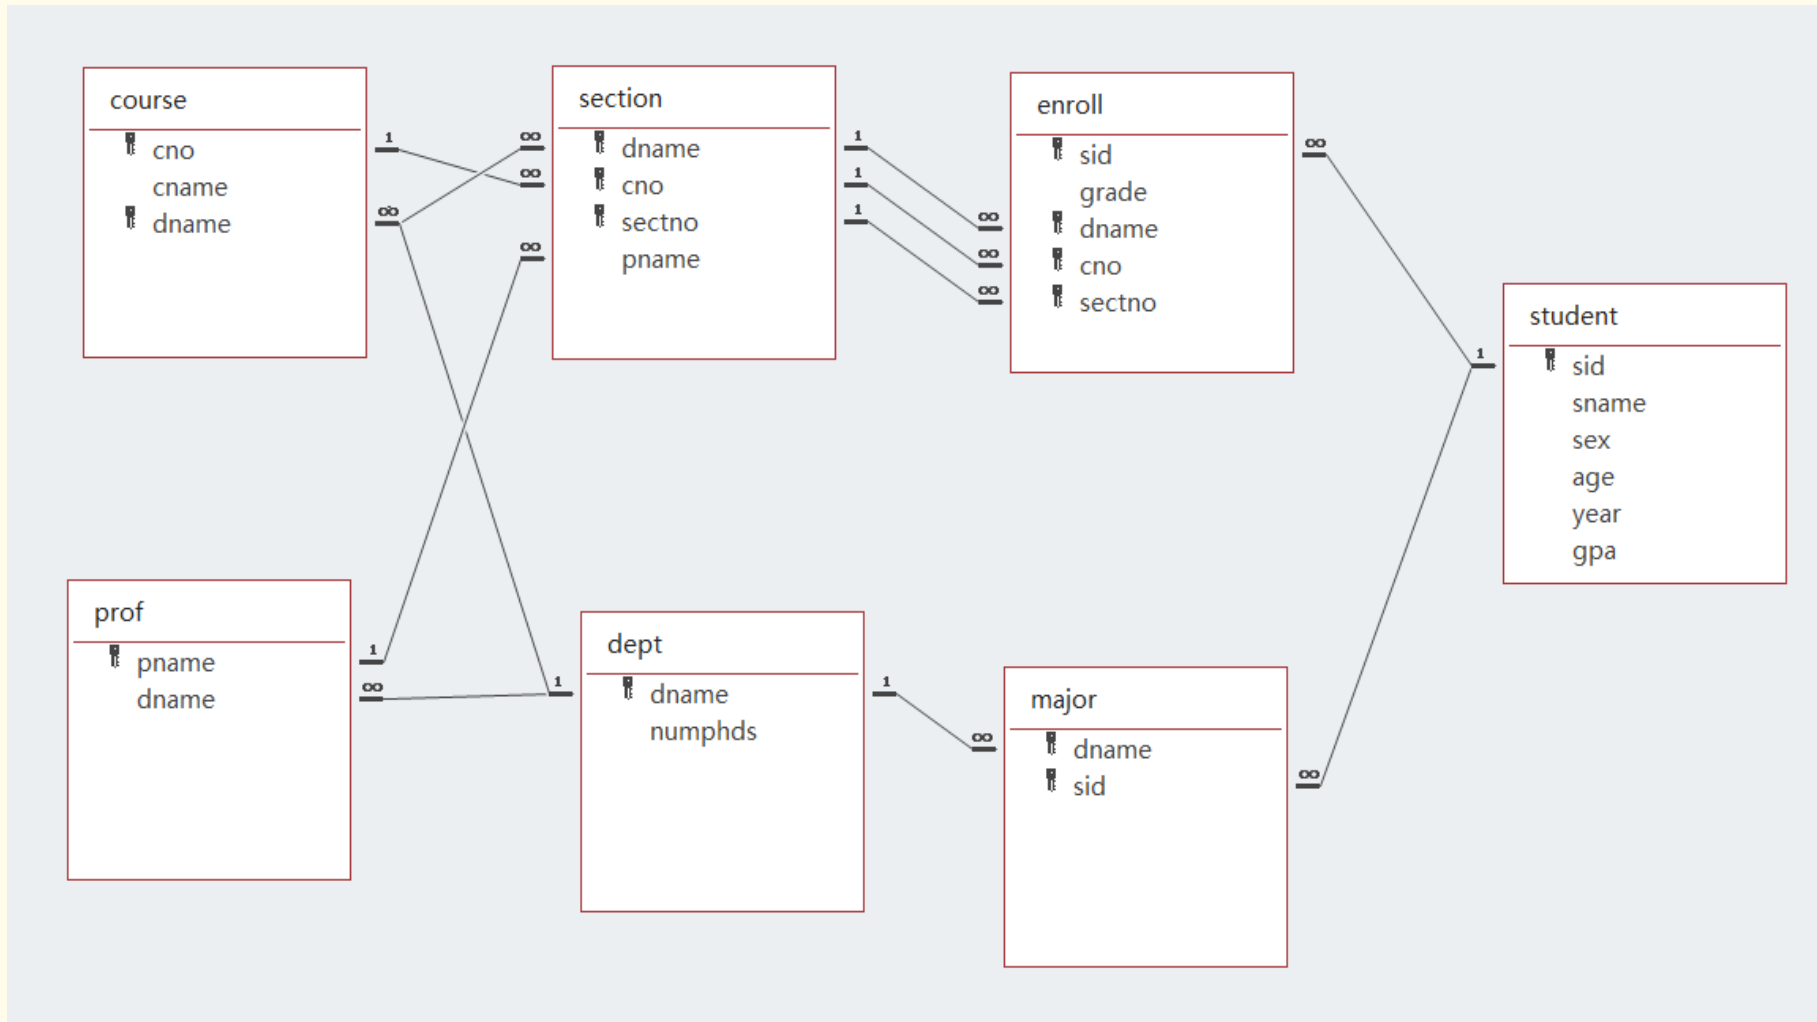 course
cno
cname
dname
1
∞
section
dname
cno
sectno
pname
∞
∞
∞
1
1
1
enroll
sid
grade
dname
cno
sectno
∞
∞
∞
∞
student
sid
sname
sex
age
year
gpa
1
prof
pname
dname
1
∞
dept
dname
numphds
1
1
major
dname
sid
∞
∞